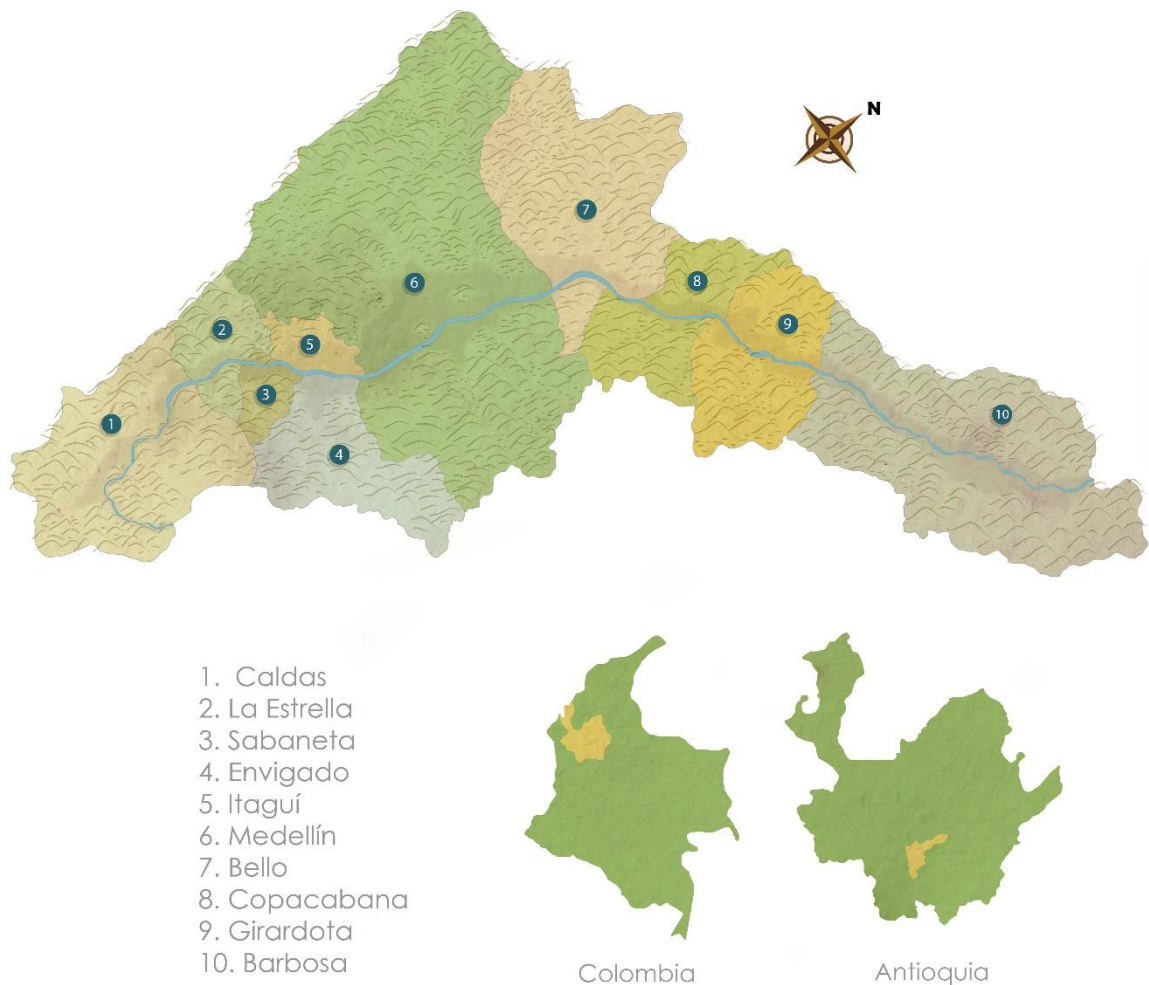 N
7
6
8
2
9
5
3
10
1
4
1. Caldas
2. La Estrella
3. Sabaneta
4. Envigado
5. Itaguí
6. Medellín
7. Bello
8. Copacabana
9. Girardota
10. Barbosa
Colombia
Antioquia